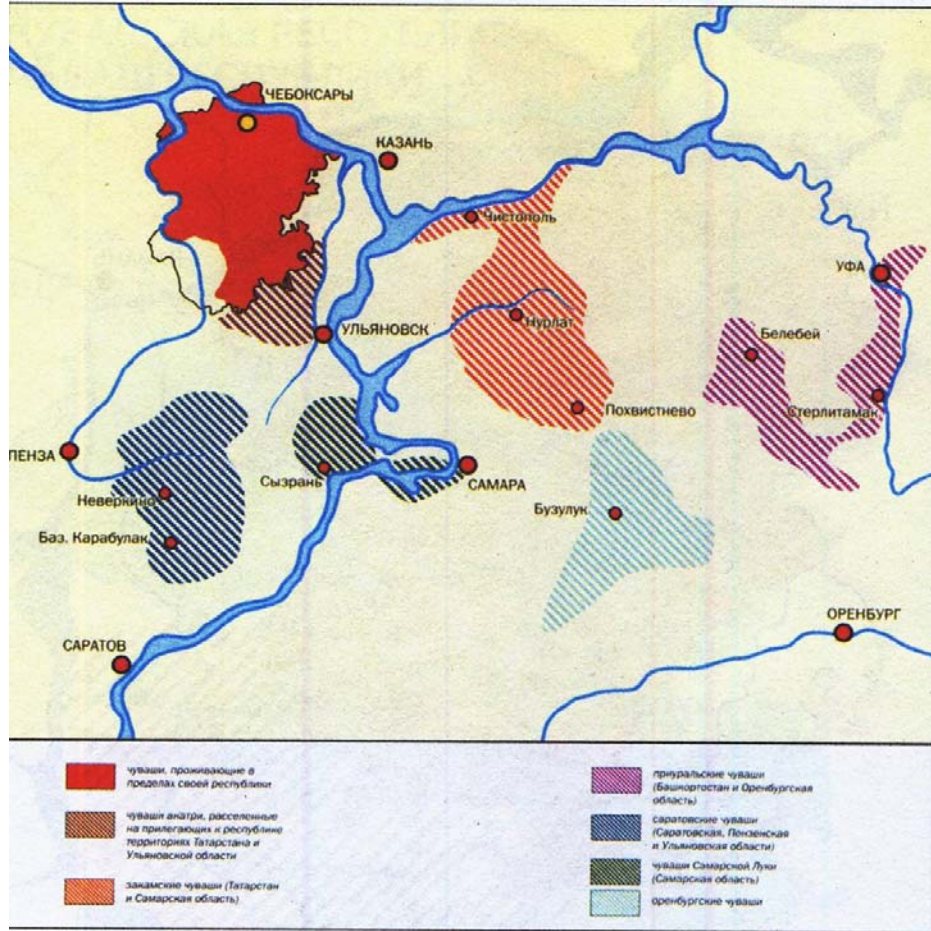 ЧЕБОКСАРЫ
КАЗАНЬ
Чистополь
УФА
Нурлат
УЛЬЯНОВСК
Белебей
Стерлитамак
Похвистнево
ПЕНЗА
Сызрань
САМАРА
Неверкино
Бузулук
Баз. Карабулак
ОРЕНБУРГ
САРАТОВ
чуваши, проживающие в
пределах своей республики
чуваши анатри, расселенные
на прилегающих к республике
территориях Татарстана и
Ульяновской области
закамские чуваши (Татарстан
и Самарская область)
приуральские чуваши
(Башкортостан и Оренбургская
область)
саратовские чуваши
(Саратовская, Пензенская
и Ульяновская области)
чуваши Самарской Луки
(Самарская область)
оренбургские чуваши